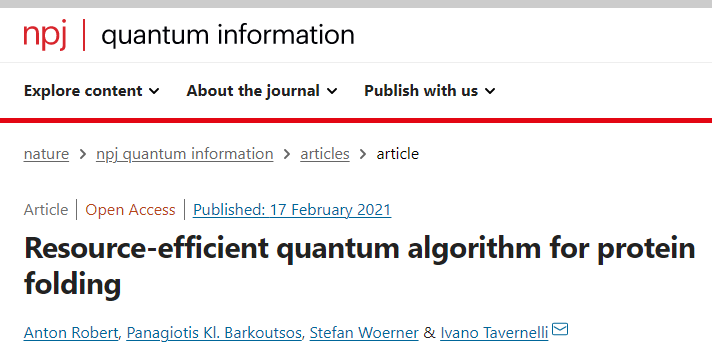 npj | quantum information
Explore content About the journal Publish with us
nature > npj quantum information > articles > article
Article | Open Access | Published: 17 February 2021
Resource-efficient quantum algorithm for protein
folding
Anton Robert, Panagiotis Kl. Barkoutsos, Stefan Woerner & Ivano Tavernelli